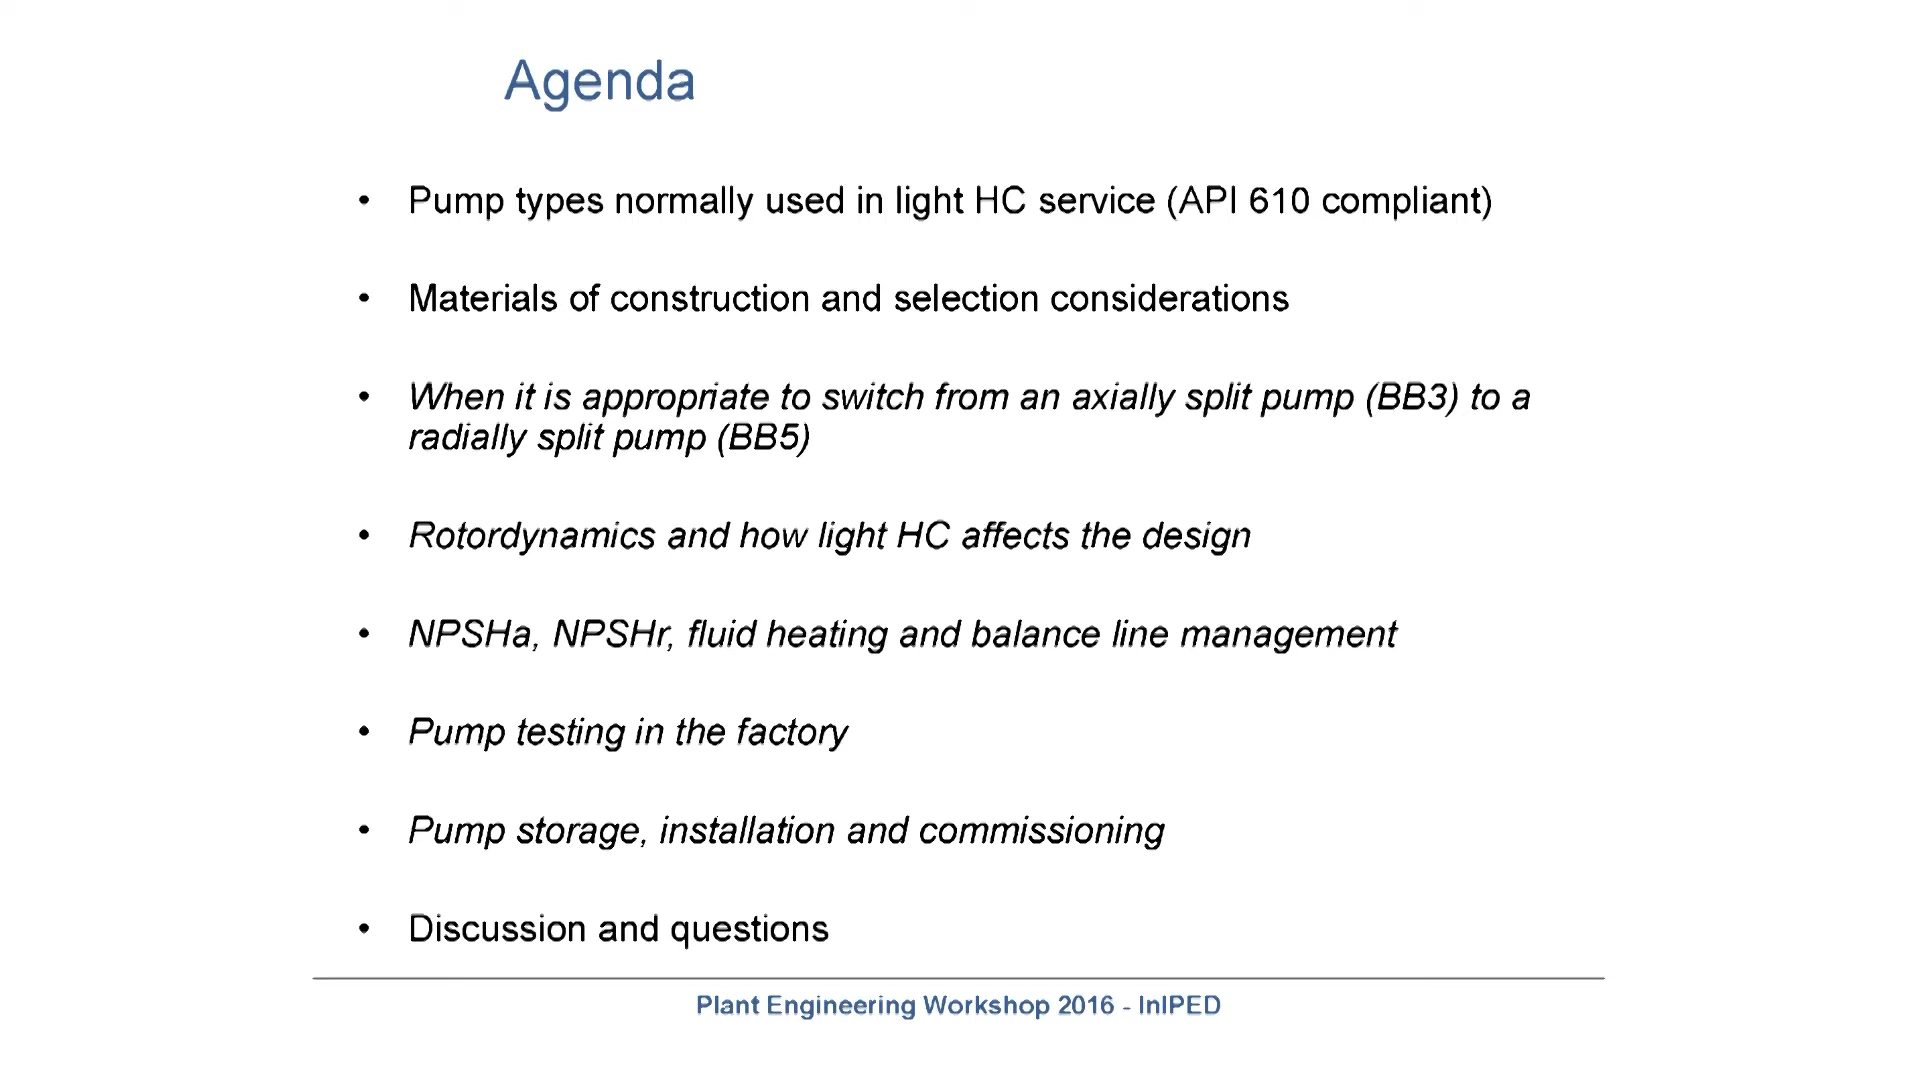 Agenda
• Pump types normally used in light HC service (API 610 compliant)
• Materials of construction and selection considerations
• When it is appropriate to switch from an axially split pump (BB3) to a
radially split pump (BB5)
• Rotordynamics and how light HC affects the design
• NPSHa, NPSHr, fluid heating and balance line management
• Pump testing in the factory
• Pump storage, installation and commissioning
• Discussion and questions
Plant Engineering Workshop 2016 - InIPED